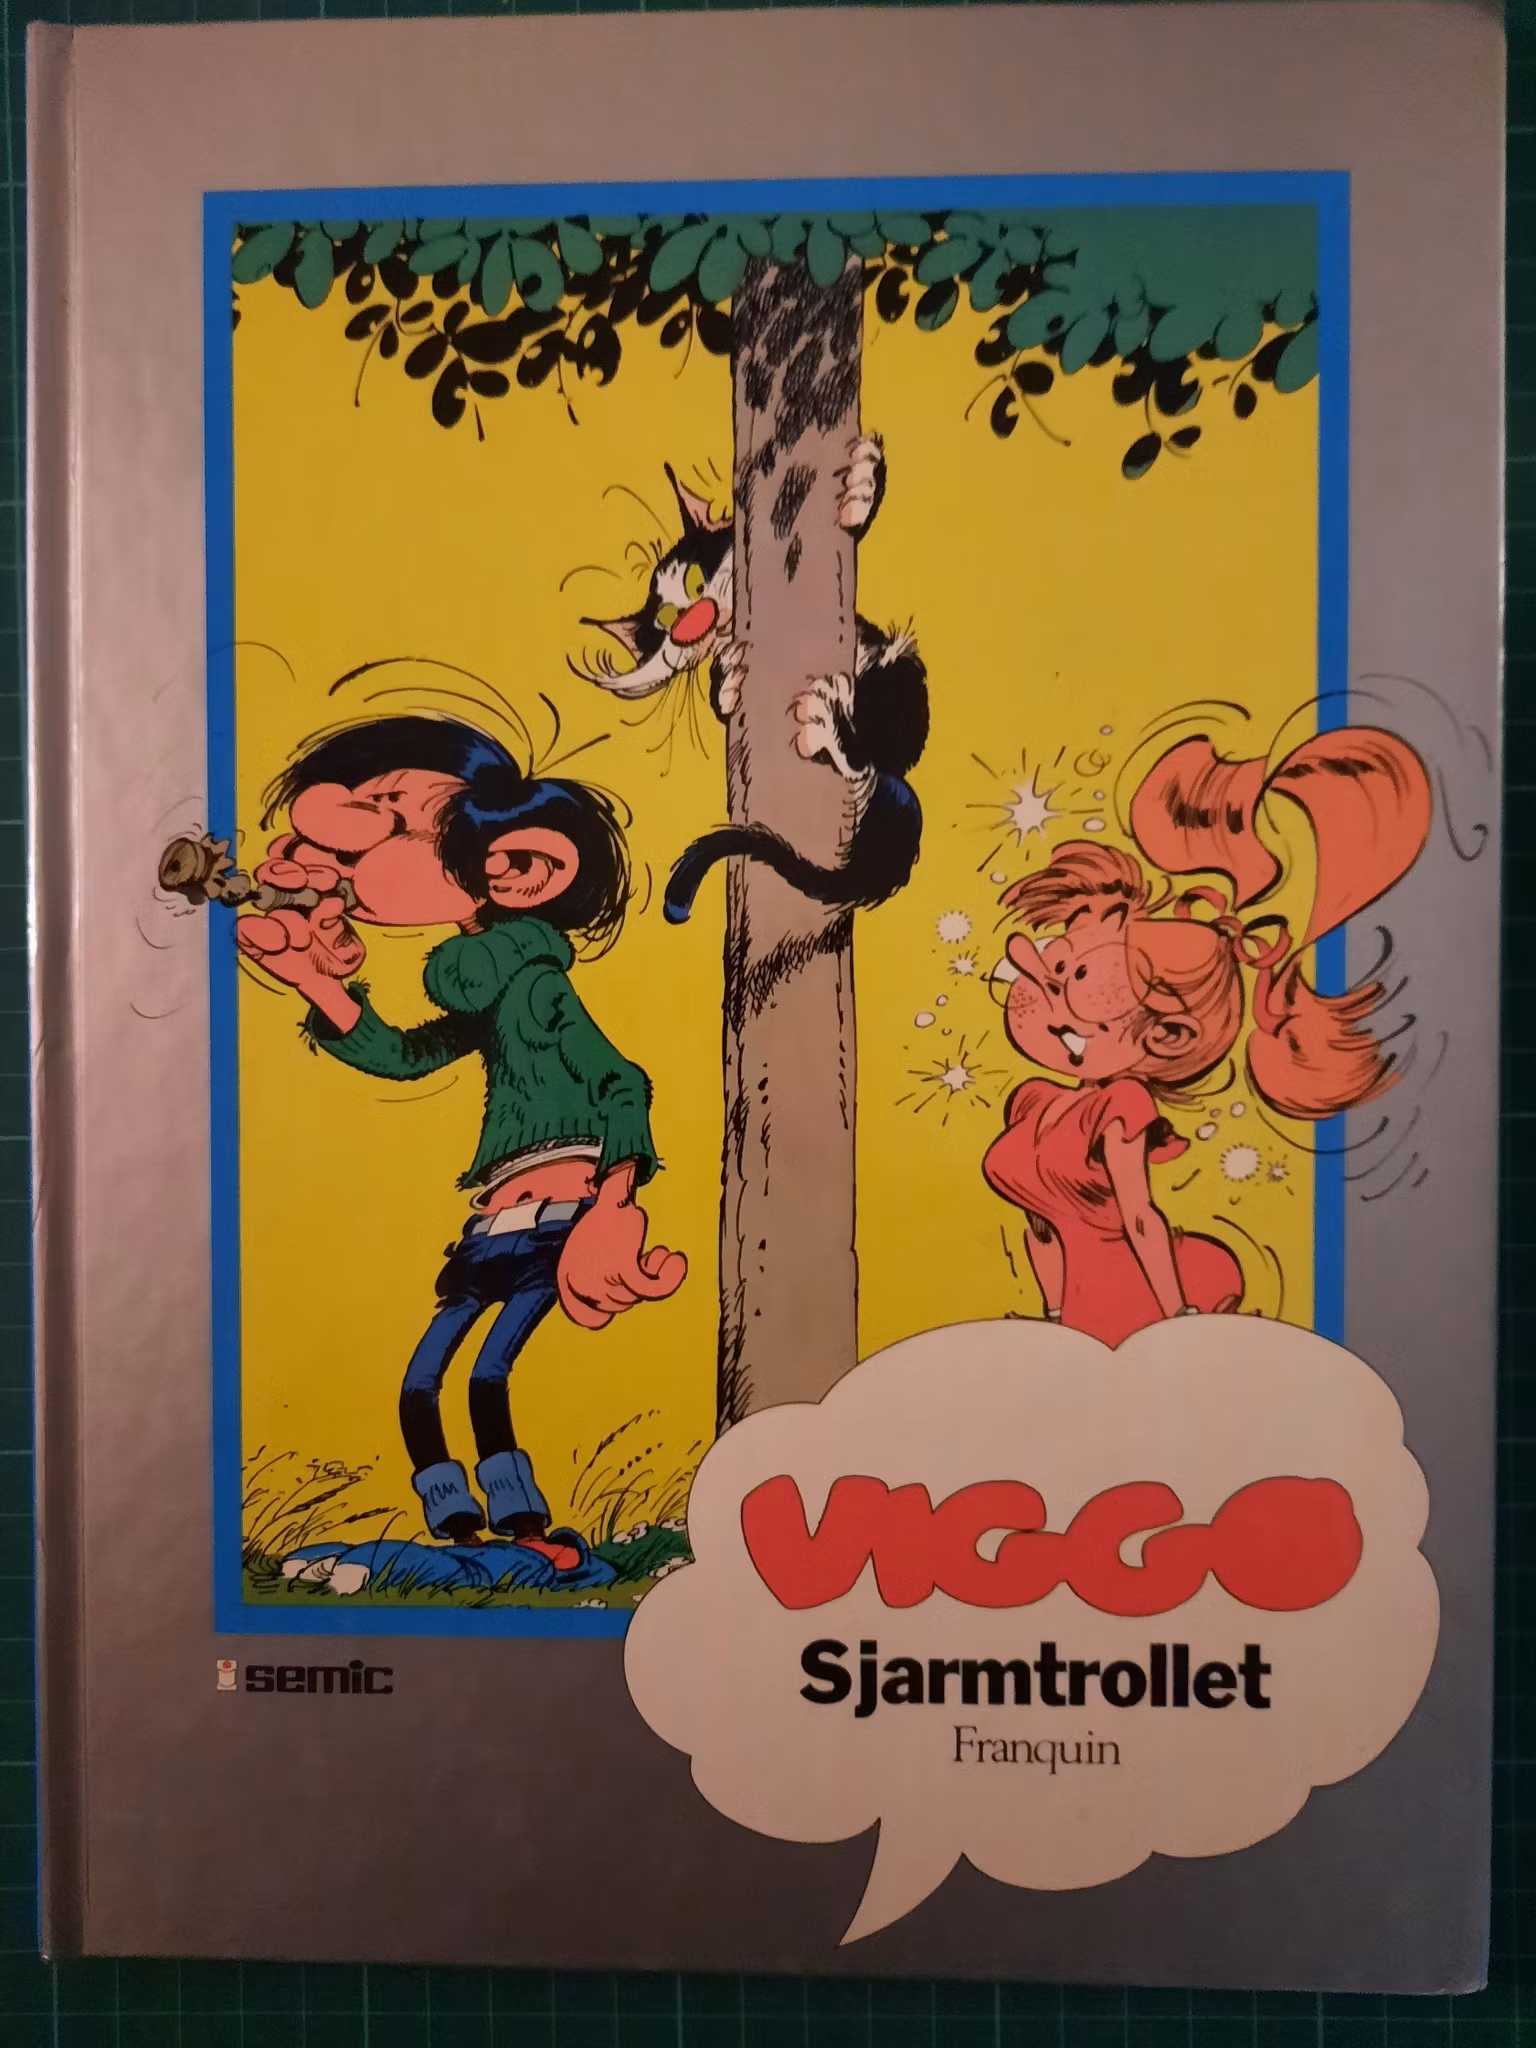 semic
VIGGO
Sjarmtrollet
Franquin